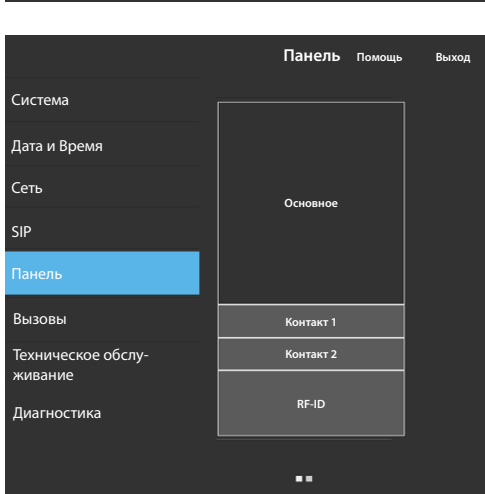 Панель Помощь Выход
Система
Дата и Время
Сеть
SIP
Панель
Вызовы
Техническое обслу-
живание
Диагностика
Основное
Контакт 1
Контакт 2
RF-ID